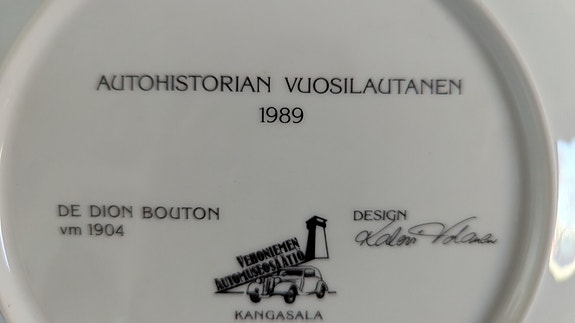 AUTOHISTORIAN VUOSILAUTANEN
1989
DE DION BOUTON
vm 1904
DESIGN
VEHONIEMEN
AUTOMUSEOSÄÄTIÖ
KANGASALA